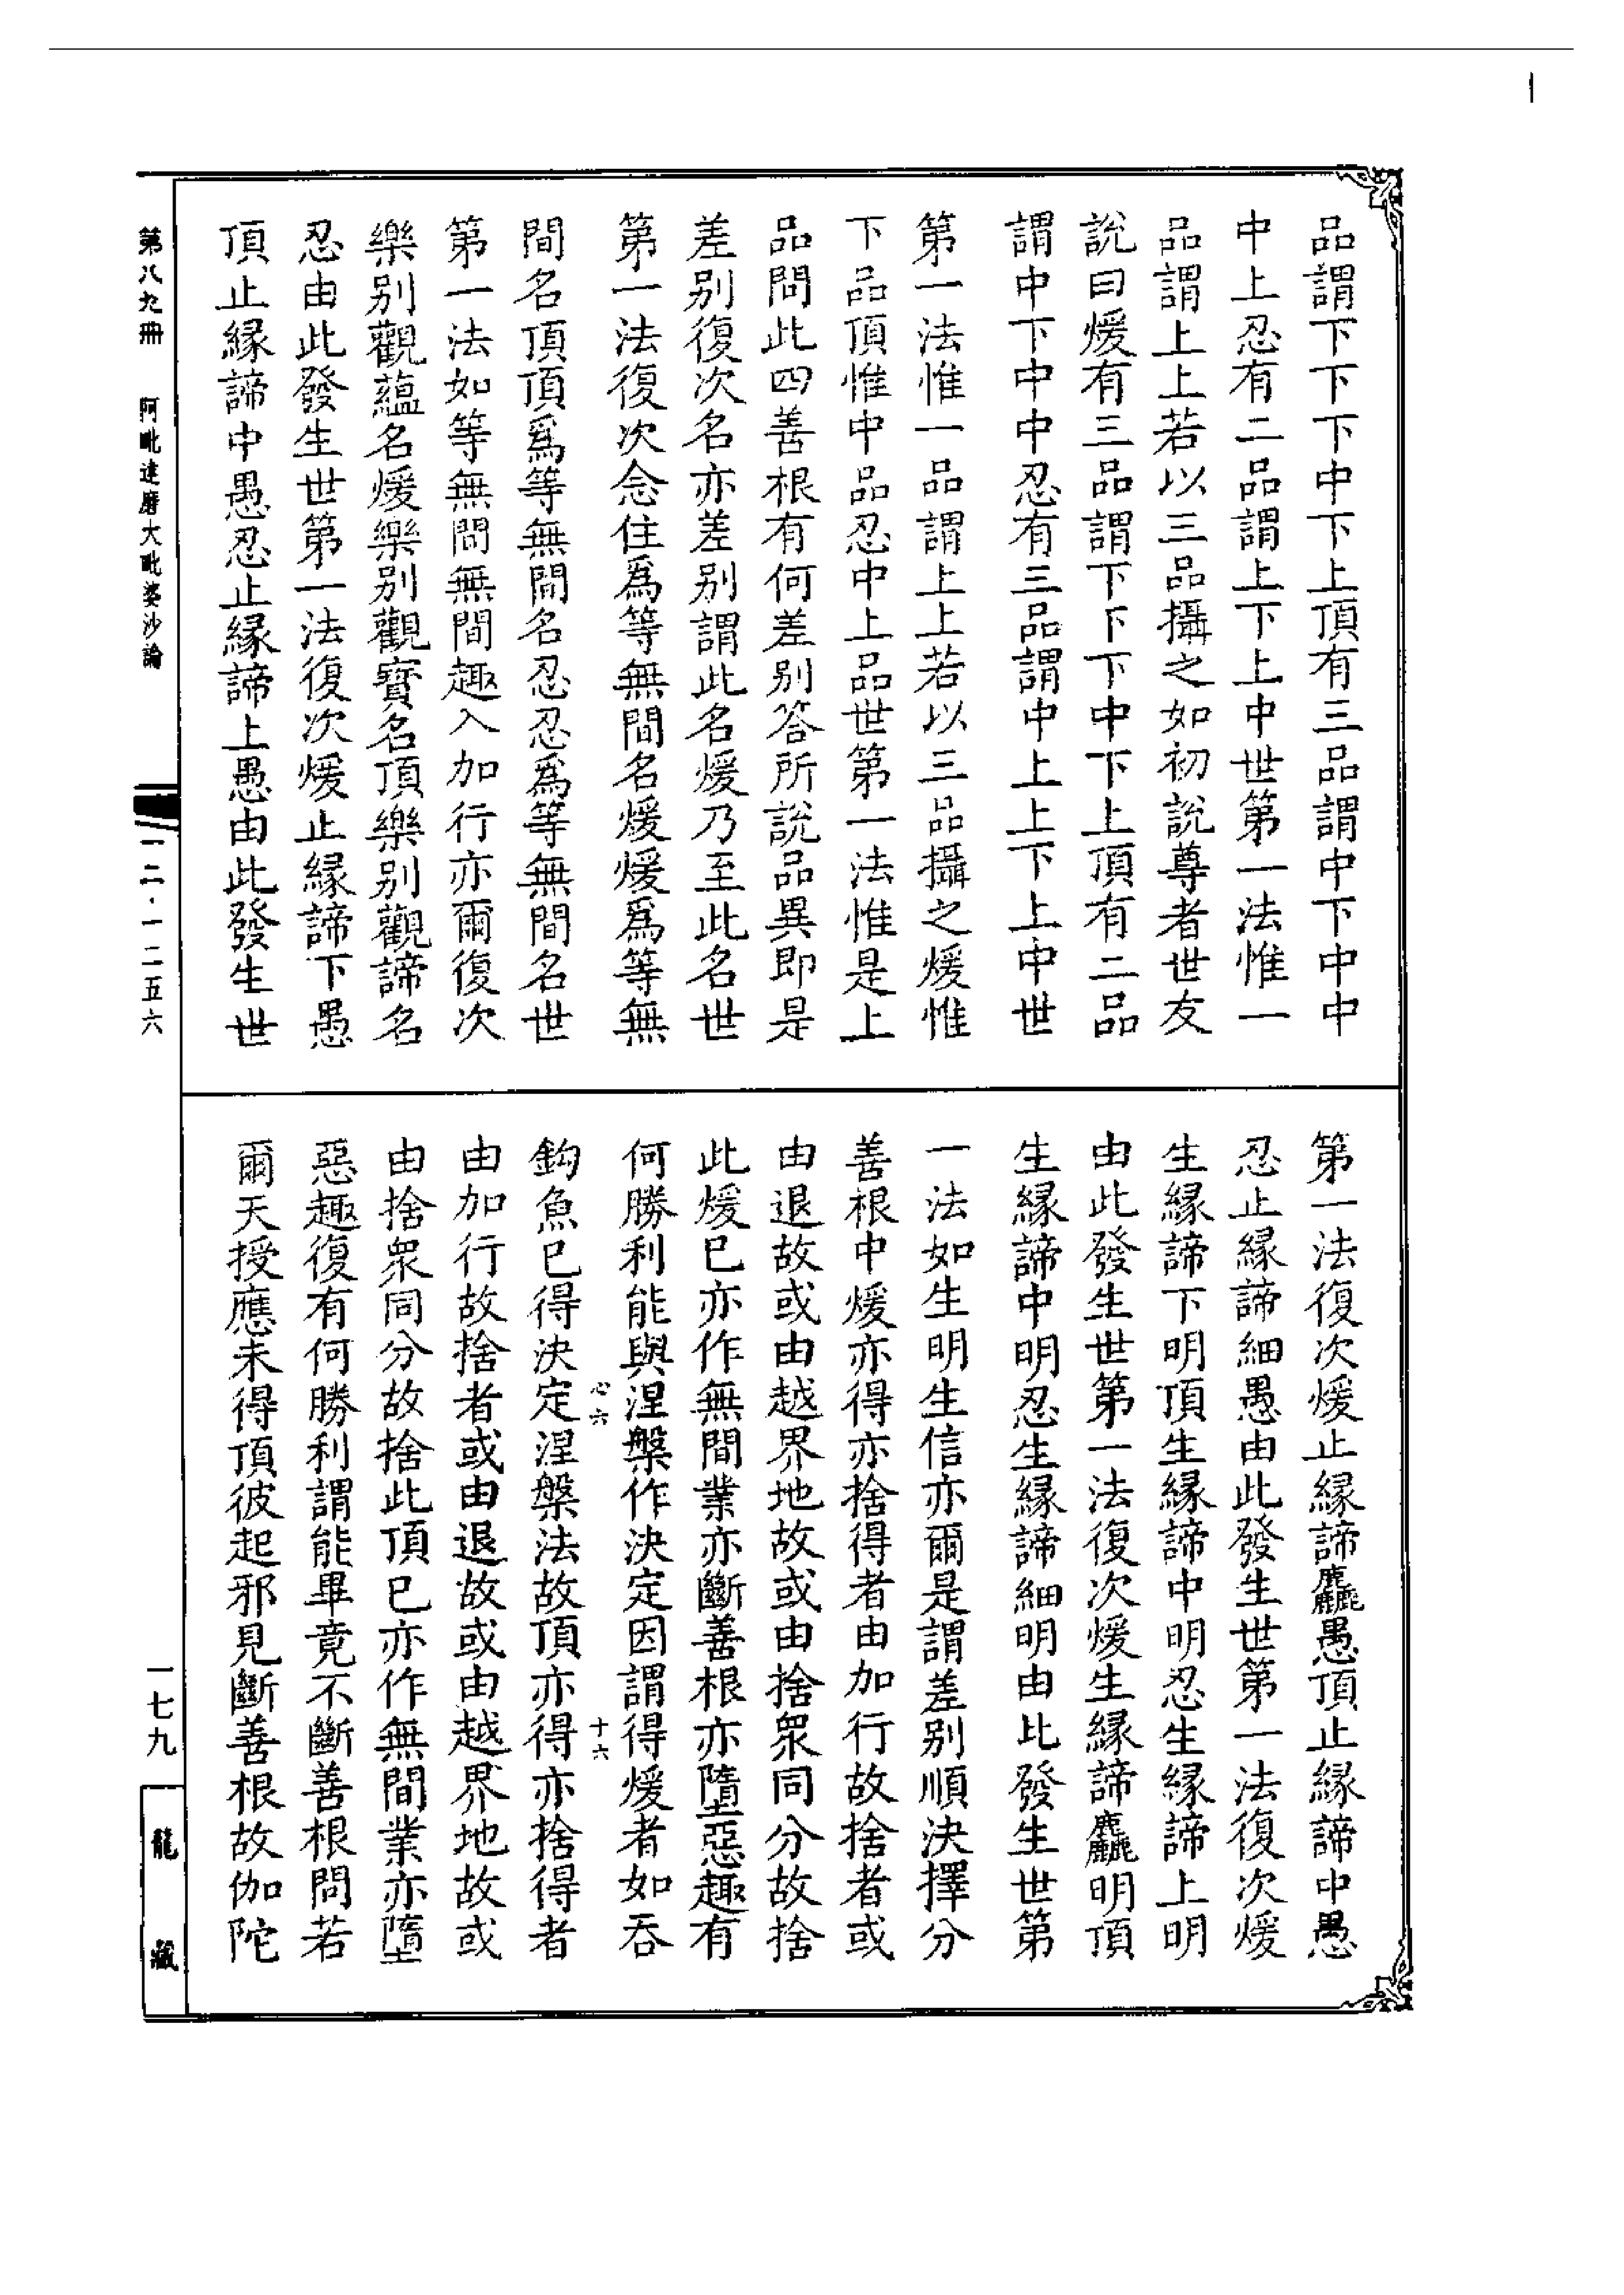 品謂下下下中下上頂有三品謂中下中中
中上忍有二品謂上下上中世第一法惟一
品謂上上若以三品攝之如初說尊者世友
說曰煖有三品謂下下下中下上頂有二品
謂中下中中忍有三品謂中上上下上中世
第一法惟一品謂上上若以三品攝之煖惟
下品頂惟中品忍中上品世第一法惟是上
品問此四善根有何差别答所說品異即是
差别復次名亦差别謂此名煖乃至此名世
第一法復次念住爲等無間名煖煖爲等無
間名頂頂爲等無間名忍忍爲等無間名世
第一法如等無間無間趣入加行亦爾復次
樂别觀蘊名煖樂别觀寶名頂樂别觀諦名
忍由此發生世第一法復次煖止縁諦下愚
頂止縁諦中愚忍止縁諦上愚由此發生世
第一法復次煖止縁諦麤愚頂止縁諦中愚
忍止縁諦細愚由此發生世第一法復次煖
生縁諦下明頂生縁諦中明忍生縁諦上明
由此發生世第一法復次煖生縁諦麤明頂
生縁諦中明忍生縁諦細明由比發生世第
一法如生明生信亦爾是謂差别順決擇分
善根中煖亦得亦捨得者由加行故捨者或
由退故或由越界地故或由捨衆同分故捨
此煖已亦作無間業亦斷善根亦墮惡趣有
何勝利能與涅槃作決定因謂得煖者如吞
心六
十六
鈎魚已得決定涅槃法故頂亦得亦捨得者
由加行故捨者或由退故或由越界地故或
由捨衆同分故捨此頂已亦作無間業亦墮
惡趣復有何勝利謂能畢竟不斷善根問若
爾天授應未得頂彼起邪見斷善根故伽陀
第八九冊
阿毗達磨大毗婆沙論
一二·一二五六
一七九
龍藏